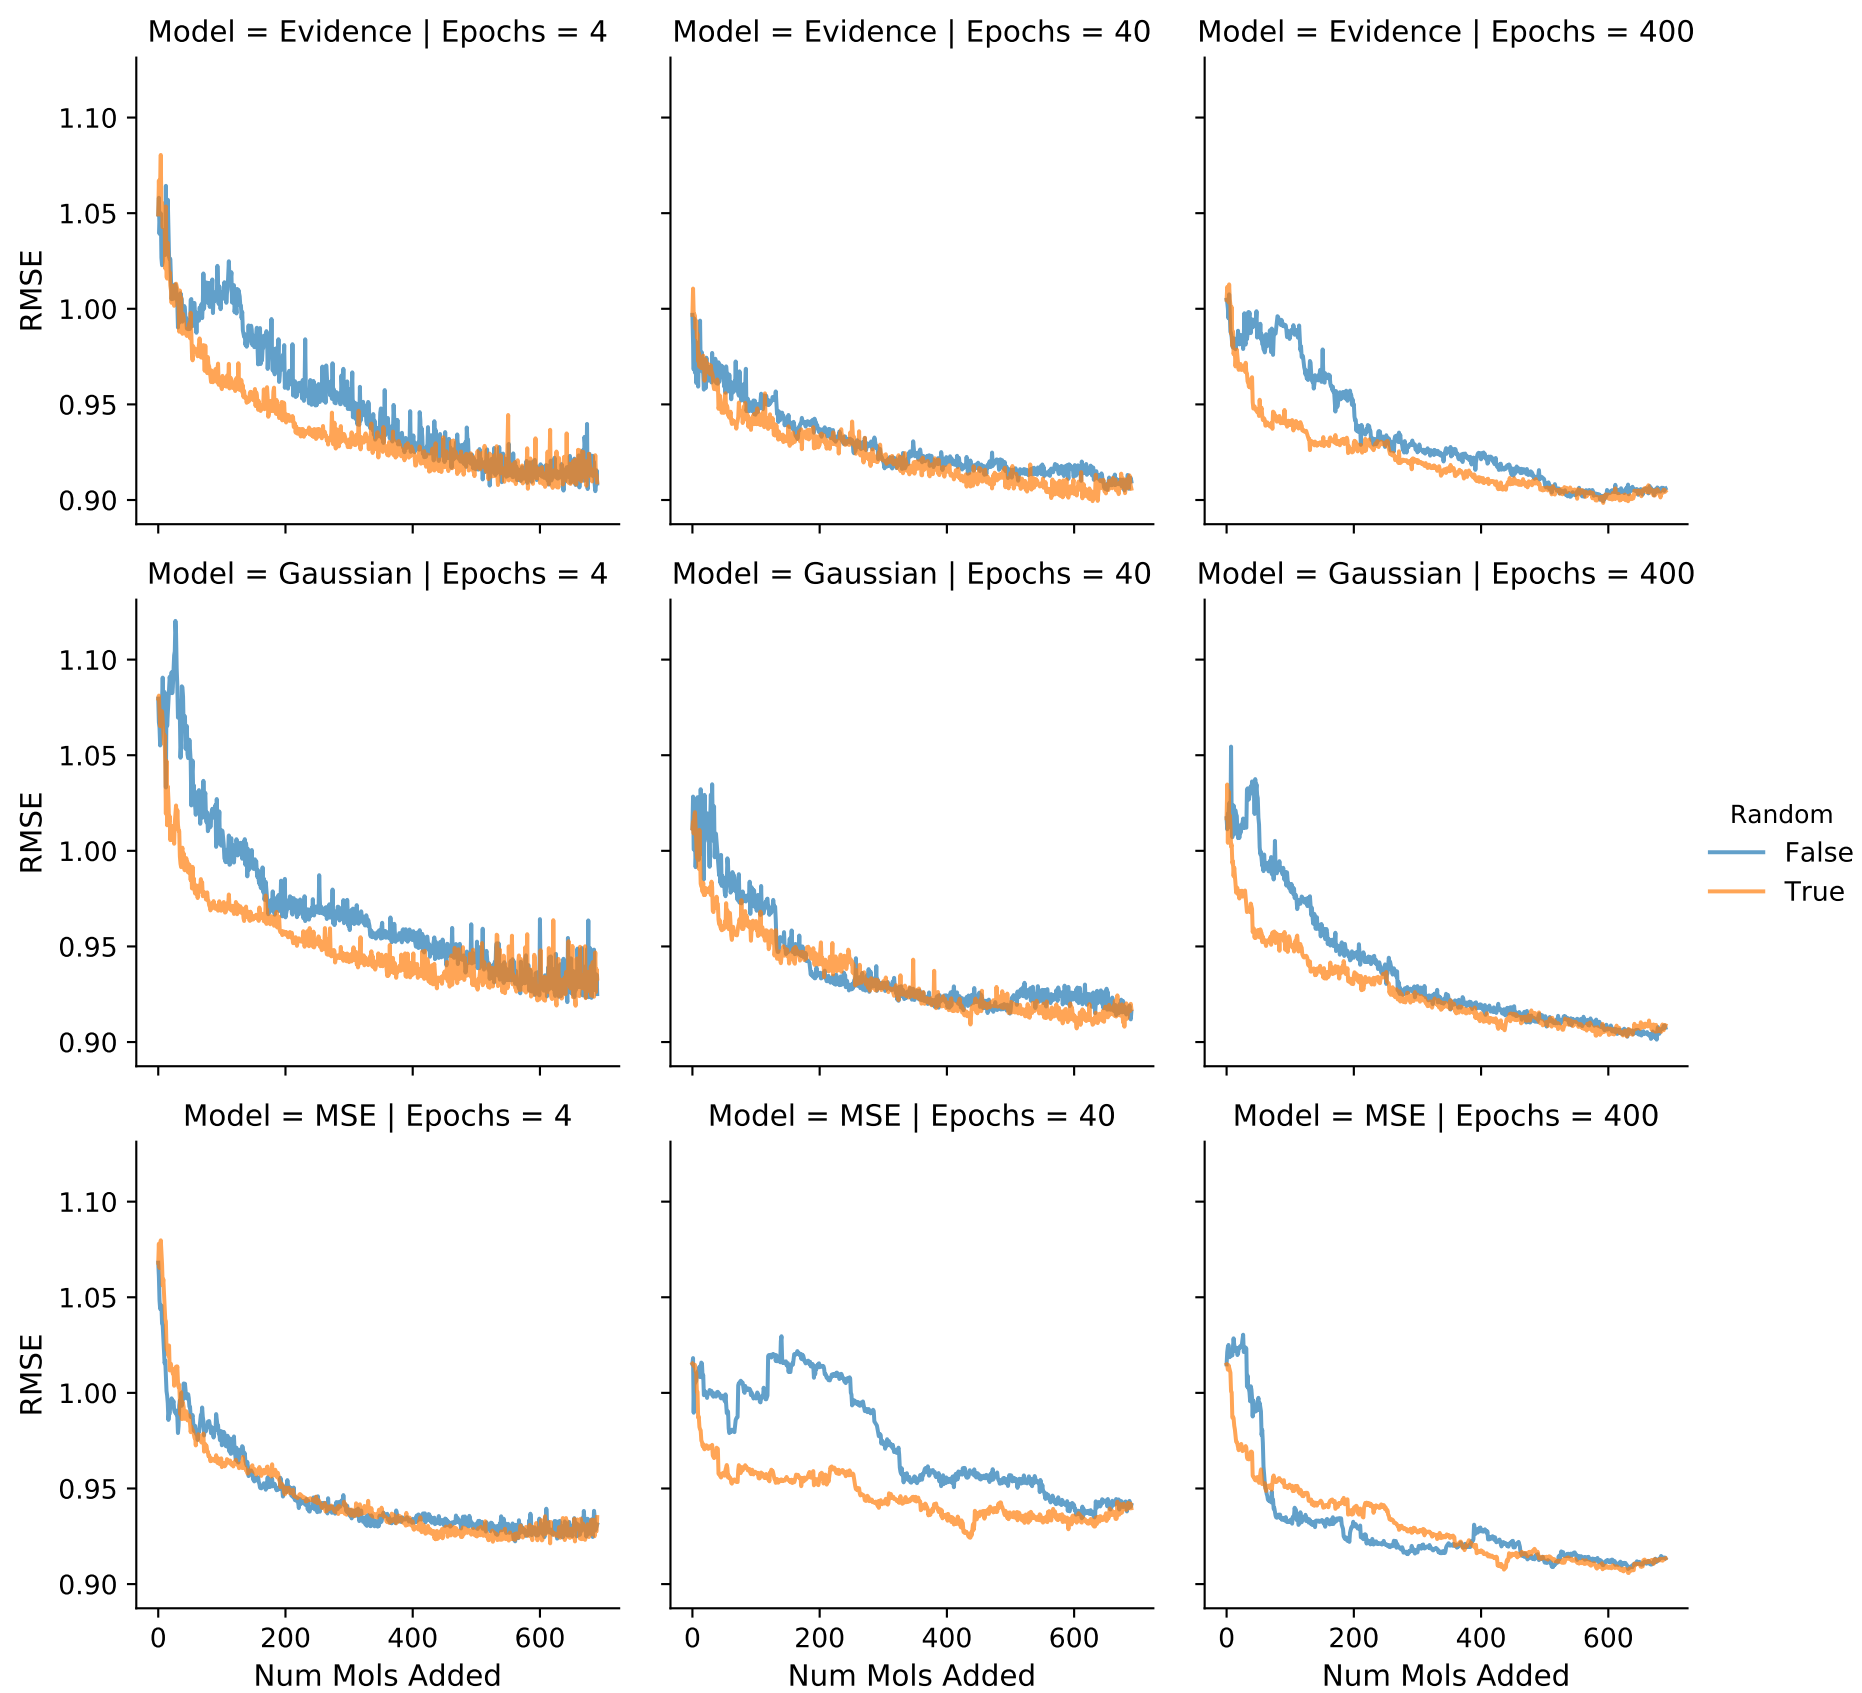 Model = Evidence | Epochs = 4
Model = Evidence | Epochs = 40
Model = Evidence | Epochs = 400
1.10
1.05
1.00
0.95
0.90
RMSE
Model = Gaussian | Epochs = 4
Model = Gaussian | Epochs = 40
Model = Gaussian | Epochs = 400
1.10
1.05
1.00
0.95
0.90
RMSE
Random
False
True
Model = MSE | Epochs = 4
Model = MSE | Epochs = 40
Model = MSE | Epochs = 400
1.10
1.05
1.00
0.95
0.90
RMSE
0 200 400 600
0 200 400 600
0 200 400 600
Num Mols Added
Num Mols Added
Num Mols Added